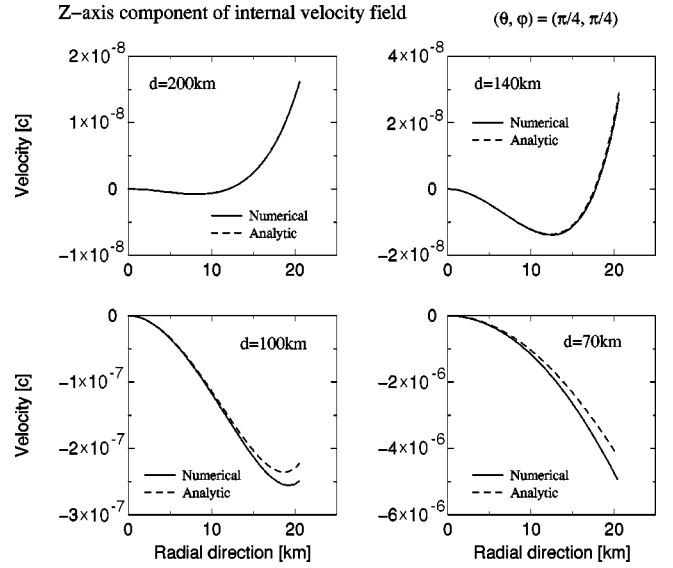 Z−axis component of internal velocity field
(θ, φ) = (π/4, π/4)
2×10⁻⁸
1×10⁻⁸
0
−1×10⁻⁸
Velocity [c]
d=200km
Numerical
Analytic
0 10 20
4×10⁻⁸
2×10⁻⁸
0
−2×10⁻⁸
d=140km
Numerical
Analytic
0 10 20
0
−1×10⁻⁷
−2×10⁻⁷
−3×10⁻⁷
Velocity [c]
d=100km
Numerical
Analytic
0 10 20
Radial direction [km]
0
−2×10⁻⁶
−4×10⁻⁶
−6×10⁻⁶
d=70km
Numerical
Analytic
0 10 20
Radial direction [km]